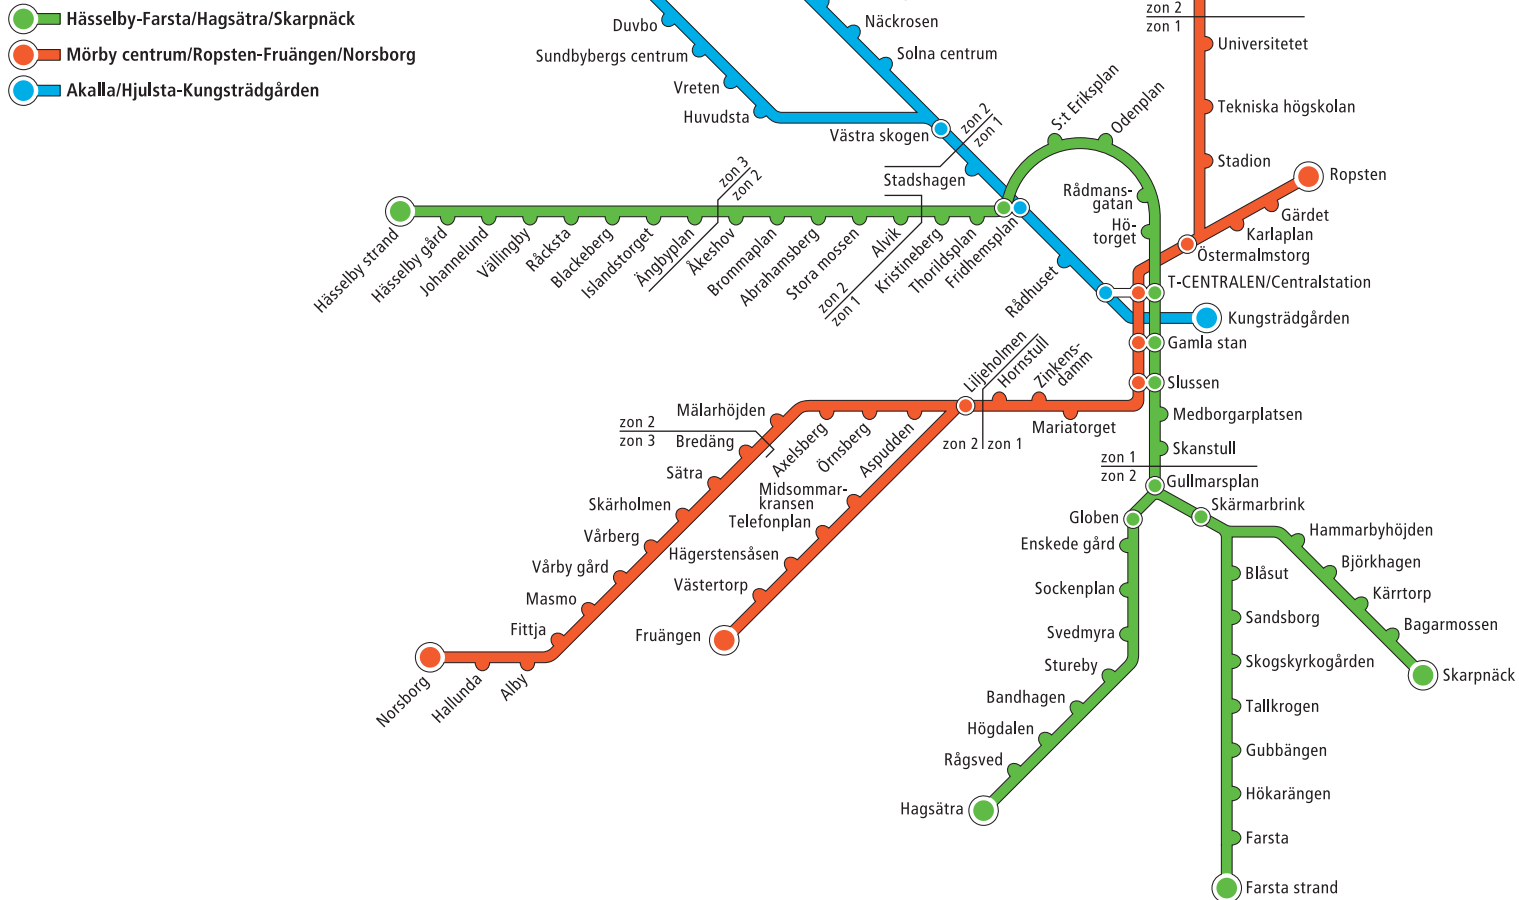 Hässelby-Farsta/Hagsätra/Skarpnäck
Mörby centrum/Ropsten-Fruängen/Norsborg
Akalla/Hjulsta-Kungsträdgården
Duvbo
Sundbybergs centrum
Vreten
Huvudsta
Näckrosen
Solna centrum
Västra skogen
zon 2
zon 1
Stadshagen
zon 2
zon 1
Universitetet
Tekniska högskolan
Stadion
Ropsten
Gärdet
Karlaplan
Östermalmstorg
S:t Eriksplan
Odenplan
Rådmans-
gatan
Hö-
torget
T-CENTRALEN/Centralstation
Kungsträdgården
Gamla stan
Slussen
Medborgarplatsen
Skanstull
zon 1
zon 2
Gullmarsplan
Skärmarbrink
zon 3
zon 2
Hässelby strand
Hässelby gård
Johannelund
Vällingby
Råcksta
Blackeberg
Islandstorget
Ängbyplan
Åkeshov
Brommaplan
Abrahamsberg
Stora mossen
Alvik
zon 2
zon 1
Kristineberg
Thorildsplan
Fridhemsplan
Rådhuset
Liljeholmen
Hornstull
Zinkens-
damm
Mariatorget
zon 2
zon 1
Mälarhöjden
zon 2
zon 3
Bredäng
Axelsberg
Örnsberg
Aspudden
Sätra
Skärholmen
Vårberg
Vårby gård
Masmo
Fittja
Norsborg
Hallunda
Alby
Midsommar-
kransen
Telefonplan
Hägerstensåsen
Västertorp
Fruängen
Globen
Enskede gård
Sockenplan
Svedmyra
Stureby
Bandhagen
Högdalen
Rågsved
Hagsätra
Hammarbyhöjden
Björkhagen
Kärrtorp
Bagarmossen
Skarpnäck
Blåsut
Sandsborg
Skogskyrkogården
Tallkrogen
Gubbängen
Hökarängen
Farsta
Farsta strand